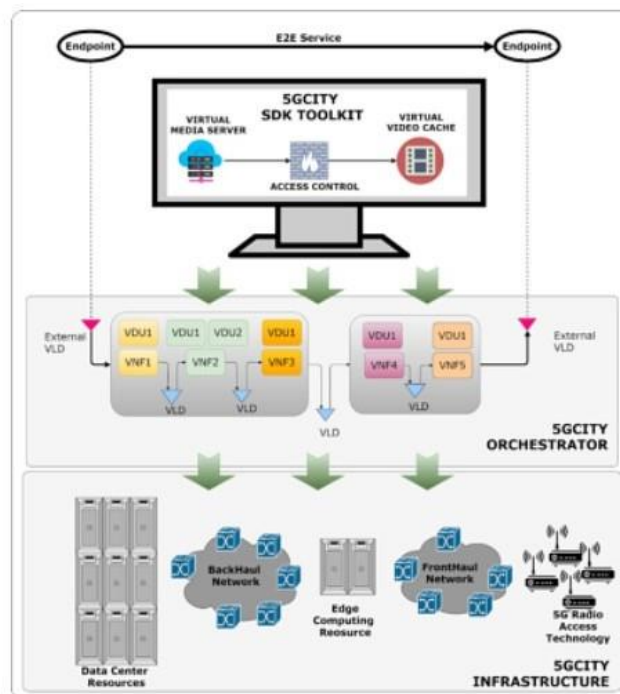 E2E Service
Endpoint
Endpoint
5GCITY
SDK TOOLKIT
VIRTUAL
MEDIA SERVER
VIRTUAL
VIDEO CACHE
ACCESS CONTROL
External
VLD
VDU1
VDU1
VDU2
VDU1
VNF1
VNF2
VNF3
VLD
VLD
VLD
VDU1
VDU1
VNF4
VNF5
VLD
External
VLD
5GCITY
ORCHESTRATOR
BackHaul
Network
FrontHaul
Network
Edge
Computing
Reosurce
5G Radio
Access
Technology
Data Center
Resources
5GCITY
INFRASTRUCTURE